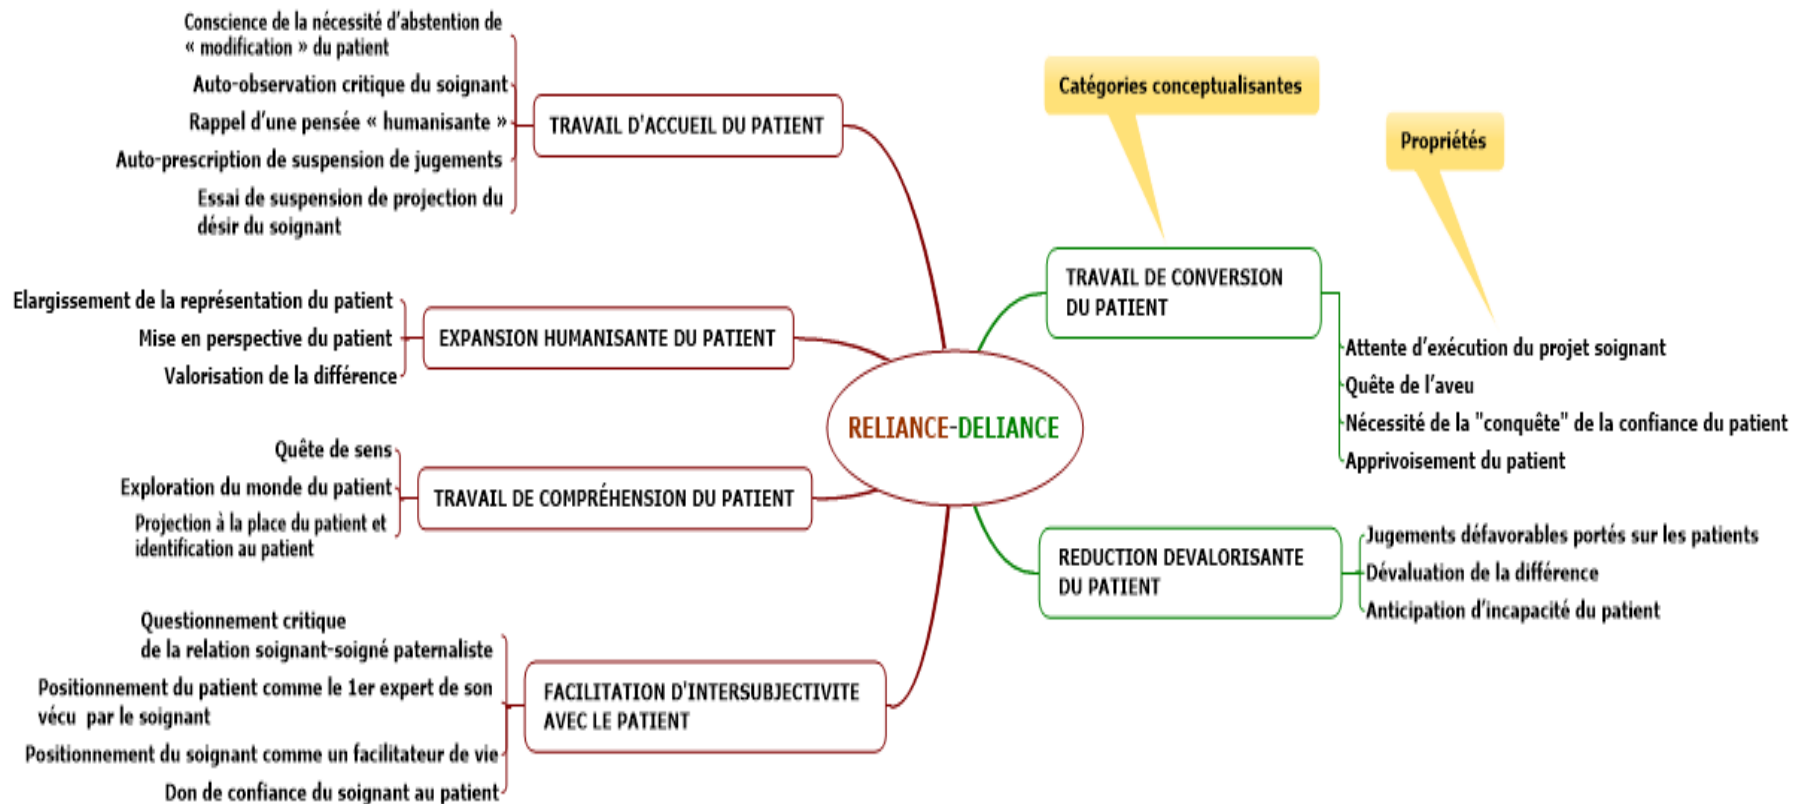 Conscience de la nécessité d'abstention de
« modification » du patient
Auto-observation critique du soignant
Rappel d'une pensée « humanisante »
Auto-prescription de suspension de jugements
Essai de suspension de projection du
désir du soignant
TRAVAIL D'ACCUEIL DU PATIENT
Elargissement de la représentation du patient
Mise en perspective du patient
Valorisation de la différence
EXPANSION HUMANISANTE DU PATIENT
Quête de sens
Exploration du monde du patient
Projection à la place du patient et
identification au patient
TRAVAIL DE COMPRÉHENSION DU PATIENT
Questionnement critique
de la relation soignant-soigné paternaliste
Positionnement du patient comme le 1er expert de son
vécu par le soignant
Positionnement du soignant comme un facilitateur de vie
Don de confiance du soignant au patient
FACILITATION D'INTERSUBJECTIVITE
AVEC LE PATIENT
RELIANCE-DELIANCE
Catégories conceptualisantes
Propriétés
TRAVAIL DE CONVERSION
DU PATIENT
Attente d'exécution du projet soignant
Quête de l'aveu
Nécessité de la "conquête" de la confiance du patient
Apprivoisement du patient
REDUCTION DEVALORISANTE
DU PATIENT
Jugements défavorables portés sur les patients
Dévaluation de la différence
Anticipation d'incapacité du patient